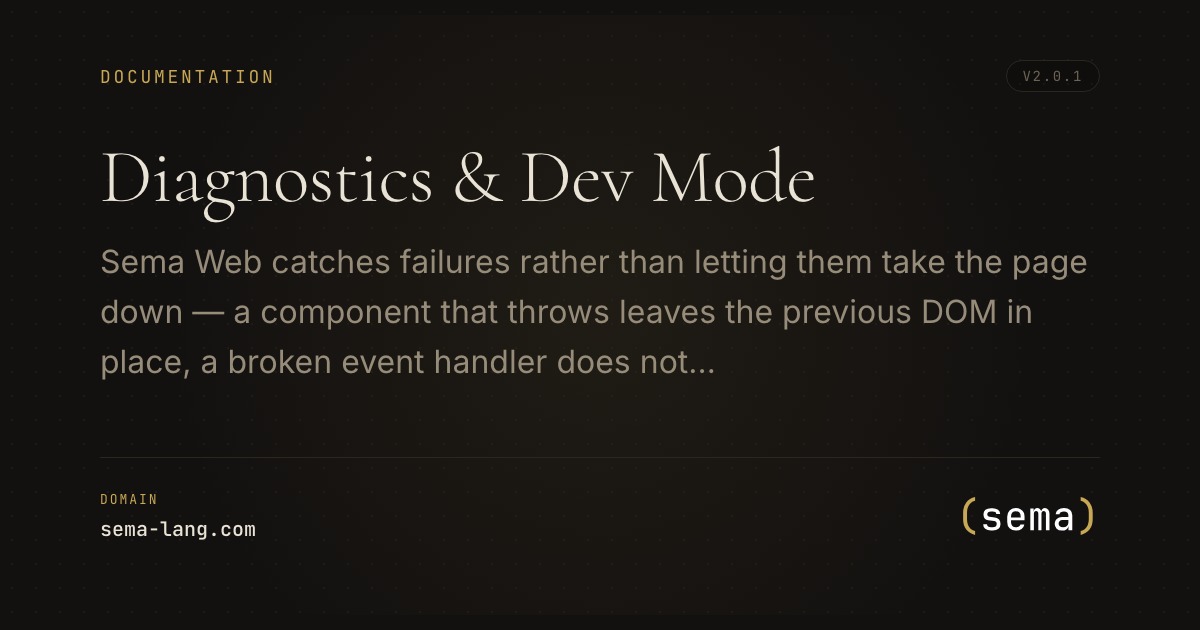 DOCUMENTATION
V2.0.1
Diagnostics & Dev Mode
Sema Web catches failures rather than letting them take the page
down — a component that throws leaves the previous DOM in
place, a broken event handler does not...
DOMAIN
sema-lang.com
(sema)